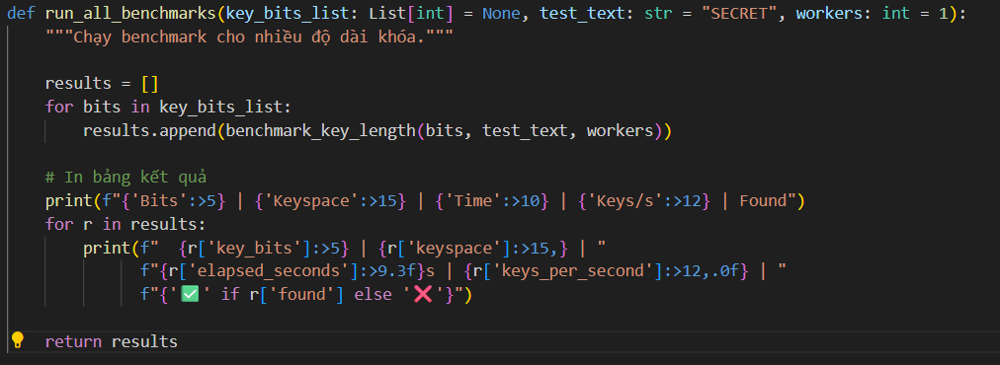 def run_all_benchmarks(key_bits_list: List[int] = None, test_text: str = "SECRET", workers: int = 1):
    """Chạy benchmark cho nhiều độ dài khóa."""
    results = []
    for bits in key_bits_list:
        results.append(benchmark_key_length(bits, test_text, workers))
    # In bảng kết quả
    print(f"{'Bits':>5} | {'Keyspace':>15} | {'Time':>10} | {'Keys/s':>12} | Found")
    for r in results:
        print(f"  {r['key_bits']:>5} | {r['keyspace']:>15,} | "
              f"{r['elapsed_seconds']:>9.3f}s | {r['keys_per_second']:>12,.0f} | "
              f"{'✅' if r['found'] else '❌'}")
    return results